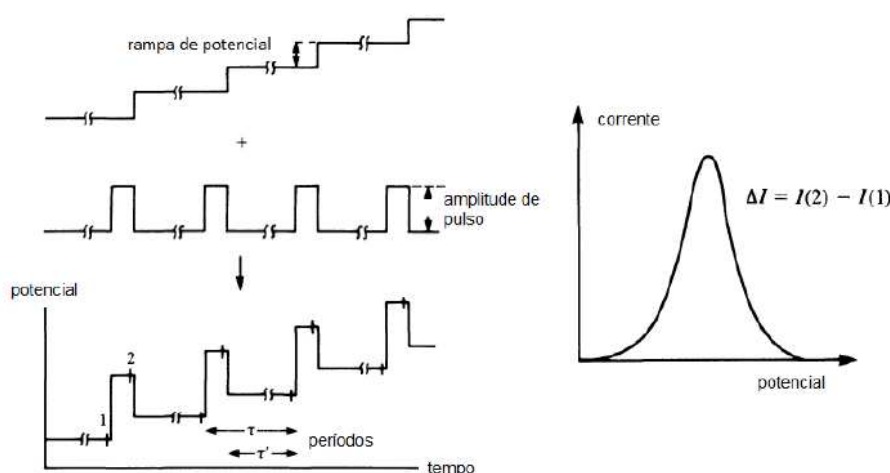 rampa de potencial
+
amplitude de
pulso
potencial
2
1
τ
períodos
τ'
tempo
corrente
ΔI = I(2) − I(1)
potencial